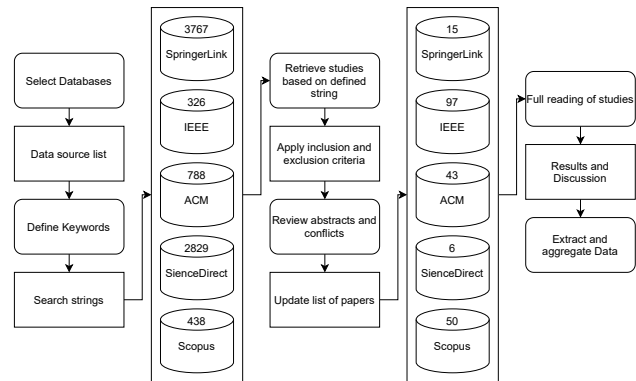 Select Databases
Data source list
Define Keywords
Search strings
3767
SpringerLink
326
IEEE
788
ACM
2829
SienceDirect
438
Scopus
Retrieve studies
based on defined
string
Apply inclusion and
exclusion criteria
Review abstracts and
conflicts
Update list of papers
15
SpringerLink
97
IEEE
43
ACM
6
SienceDirect
50
Scopus
Full reading of studies
Results and
Discussion
Extract and
aggregate Data